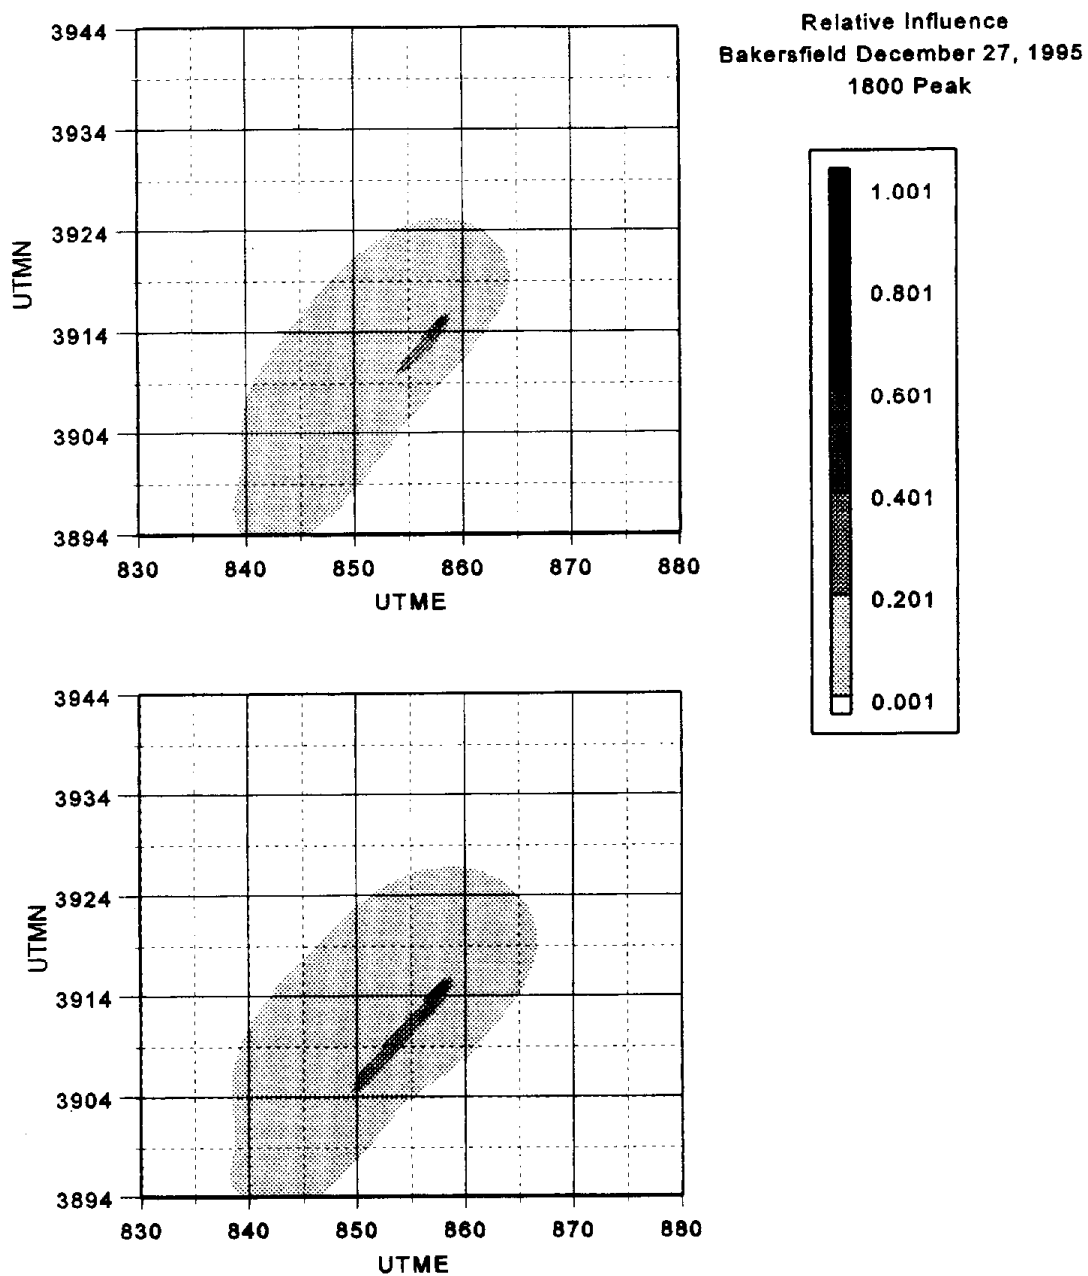 Relative Influence
Bakersfield December 27, 1995
1800 Peak
3944
3934
3924
3914
3904
3894
UTMN
830 840 850 860 870 880
UTME
1.001
0.801
0.601
0.401
0.201
0.001
3944
3934
3924
3914
3904
3894
UTMN
830 840 850 860 870 880
UTME